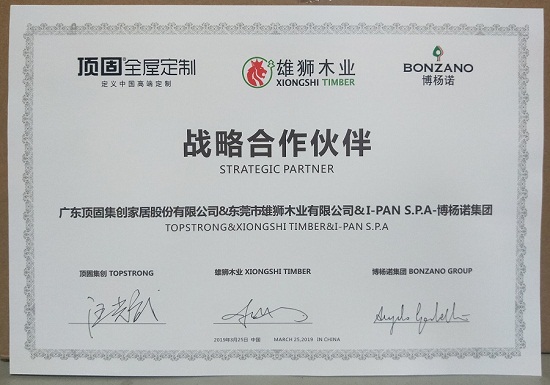 顶固全屋定制
定义中国高端定制
雄狮木业
XIONGSHI TIMBER
BONZANO
博杨诺
战略合作伙伴
STRATEGIC PARTNER
广东顶固集创家居股份有限公司&东莞市雄狮木业有限公司&I-PAN S.P.A-博杨诺集团
TOPSTRONG&XIONGSHI TIMBER&I-PAN S.P.A
顶固集创 TOPSTRONG
雄狮木业 XIONGSHI TIMBER
博杨诺集团 BONZANO GROUP
2019年3月25日 中国 MARCH 25.2019 IN CHINA